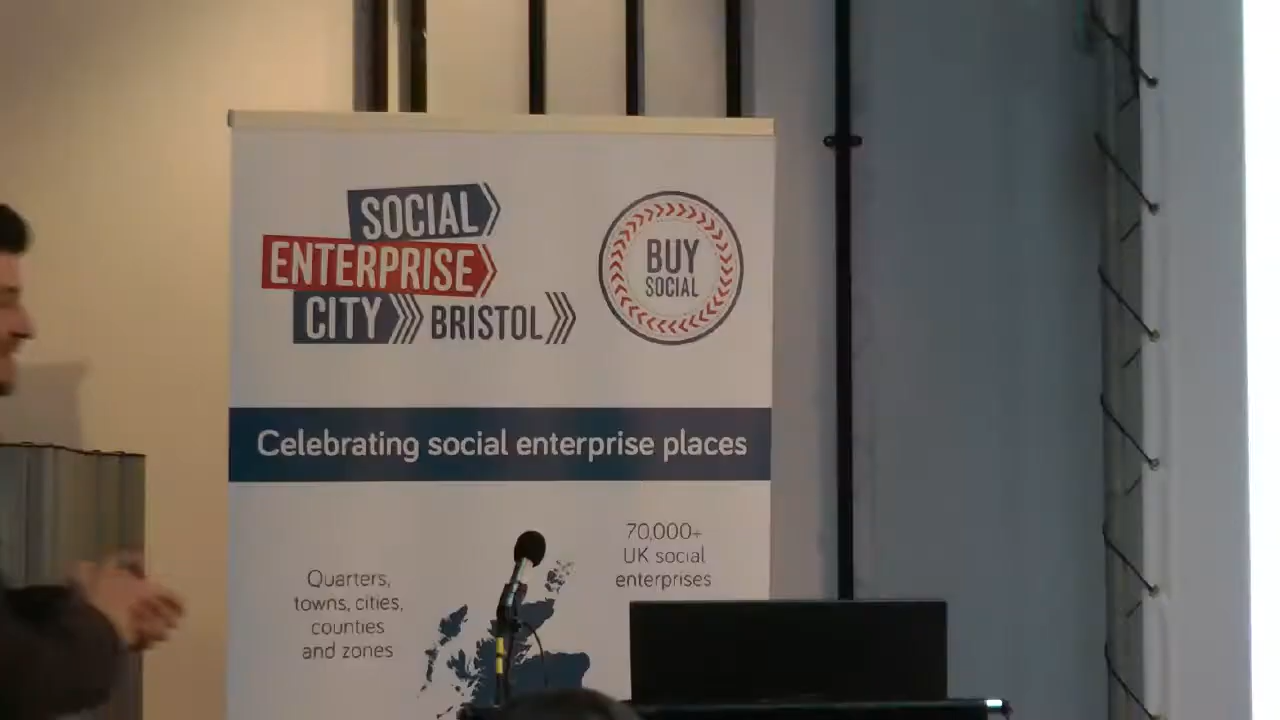 SOCIAL
ENTERPRISE
CITY BRISTOL
BUY
SOCIAL
Celebrating social enterprise places
70,000+
UK social
enterprises
Quarters,
towns, cities,
counties
and zones